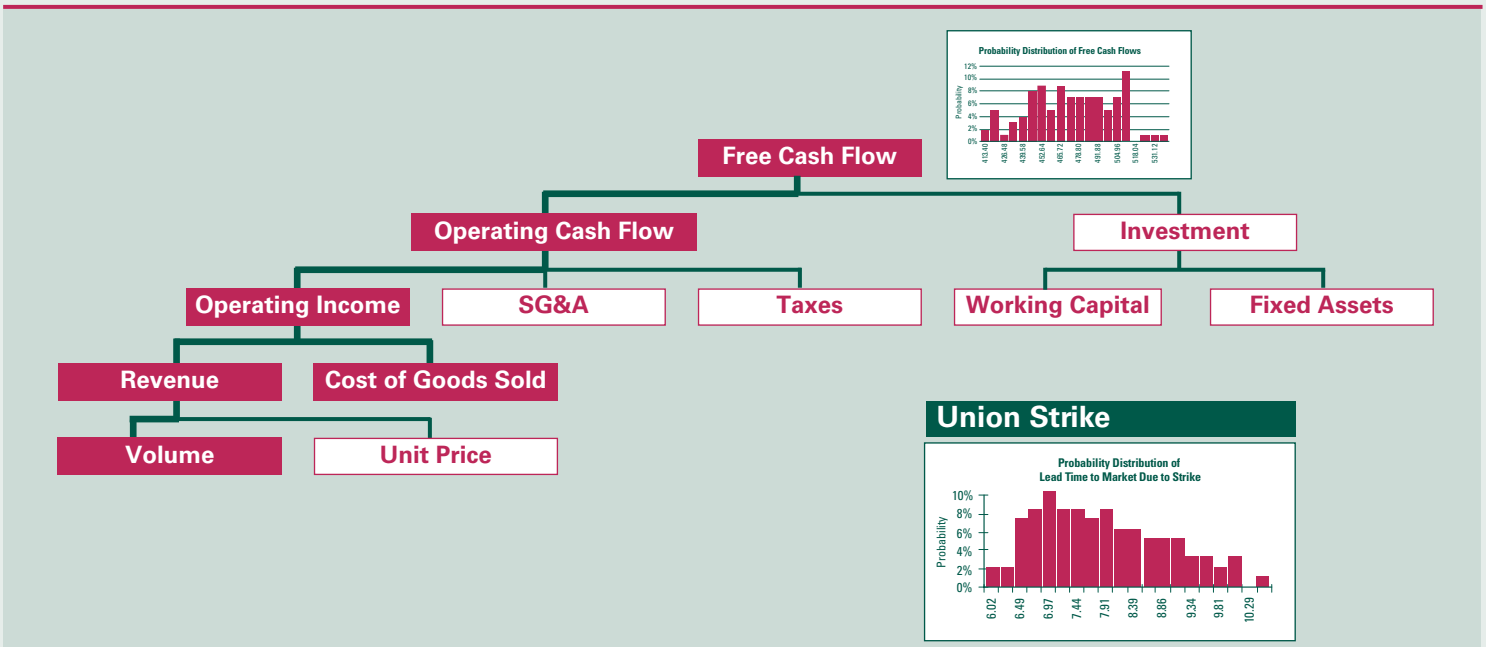 Probability Distribution of Free Cash Flows
12%
10%
8%
6%
4%
2%
0%
Probability
413.40
426.48
439.58
452.64
465.72
478.80
491.88
504.96
518.04
531.12
Free Cash Flow
Operating Cash Flow
Investment
Operating Income
SG&A
Taxes
Working Capital
Fixed Assets
Revenue
Cost of Goods Sold
Volume
Unit Price
Union Strike
Probability Distribution of
Lead Time to Market Due to Strike
10%
8%
6%
4%
2%
0%
Probability
6.02
6.49
6.97
7.44
7.91
8.39
8.86
9.34
9.81
10.29